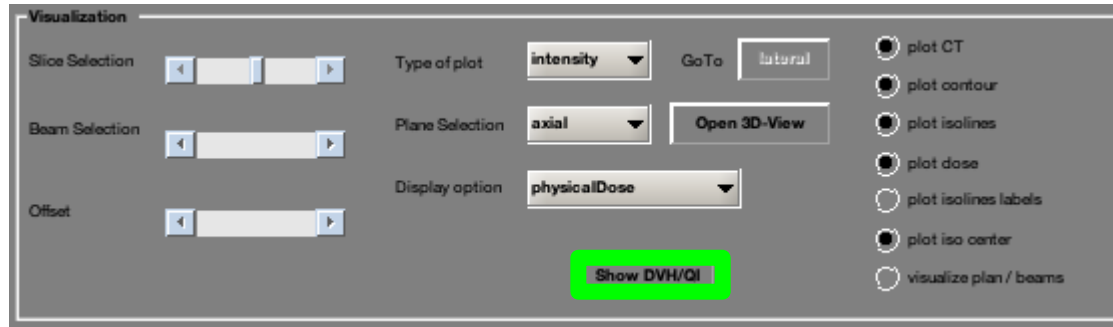 Visualization
Slice Selection
Type of plot
intensity
GoTo
lateral
plot CT
plot contour
Beam Selection
Plane Selection
axial
Open 3D-View
plot isolines
plot dose
Display option
physicalDose
plot isolines labels
Offset
plot iso center
Show DVH/QI
visualize plan / beams